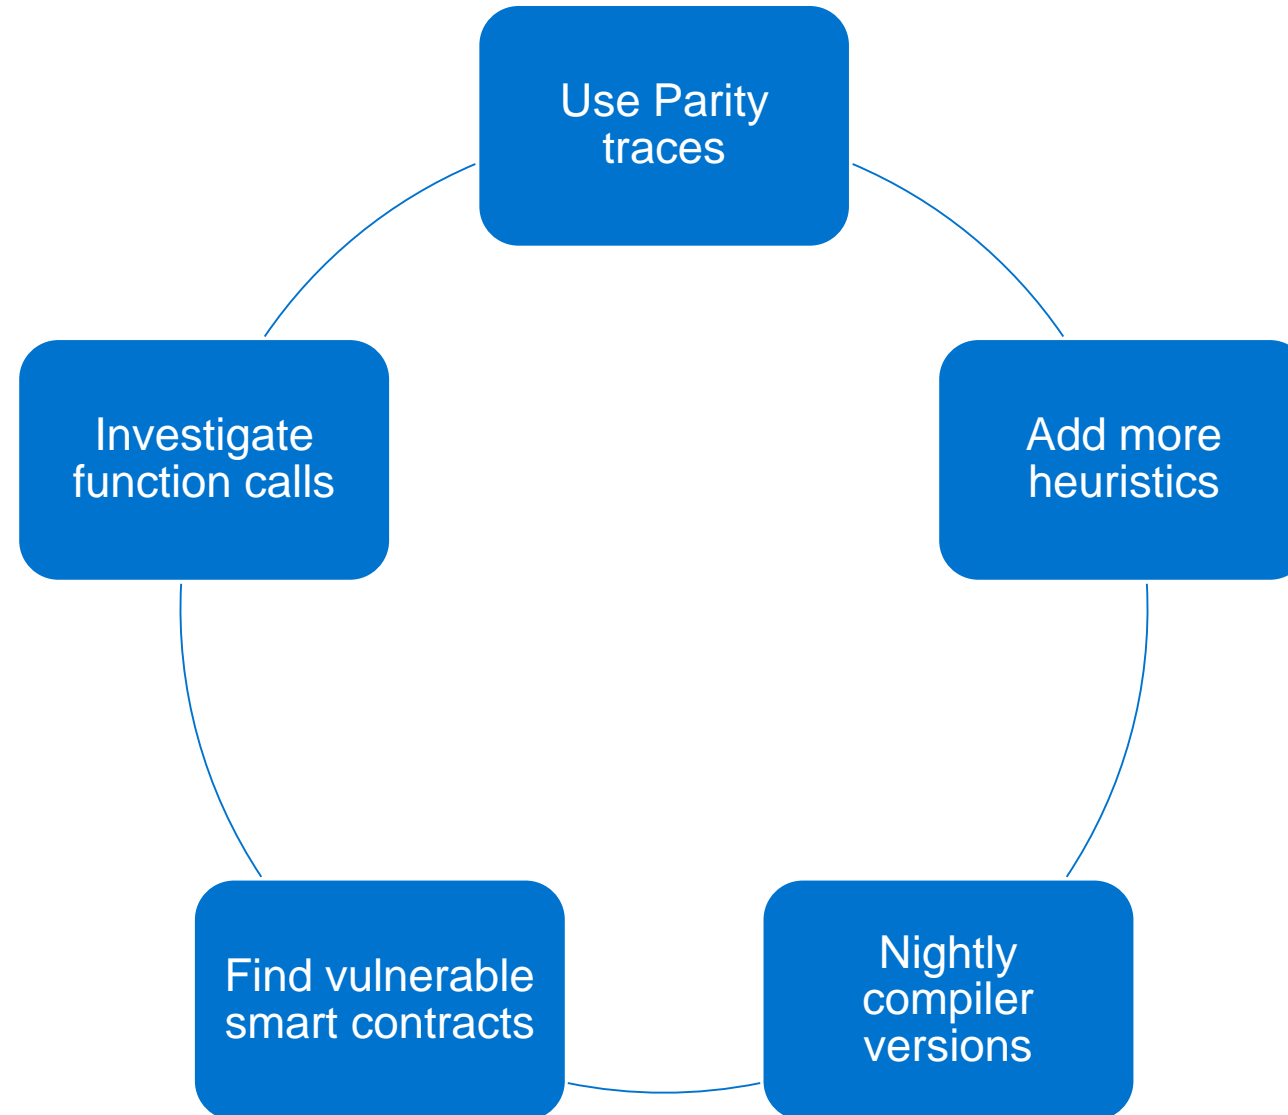 Use Parity
traces
Add more
heuristics
Nightly
compiler
versions
Find vulnerable
smart contracts
Investigate
function calls